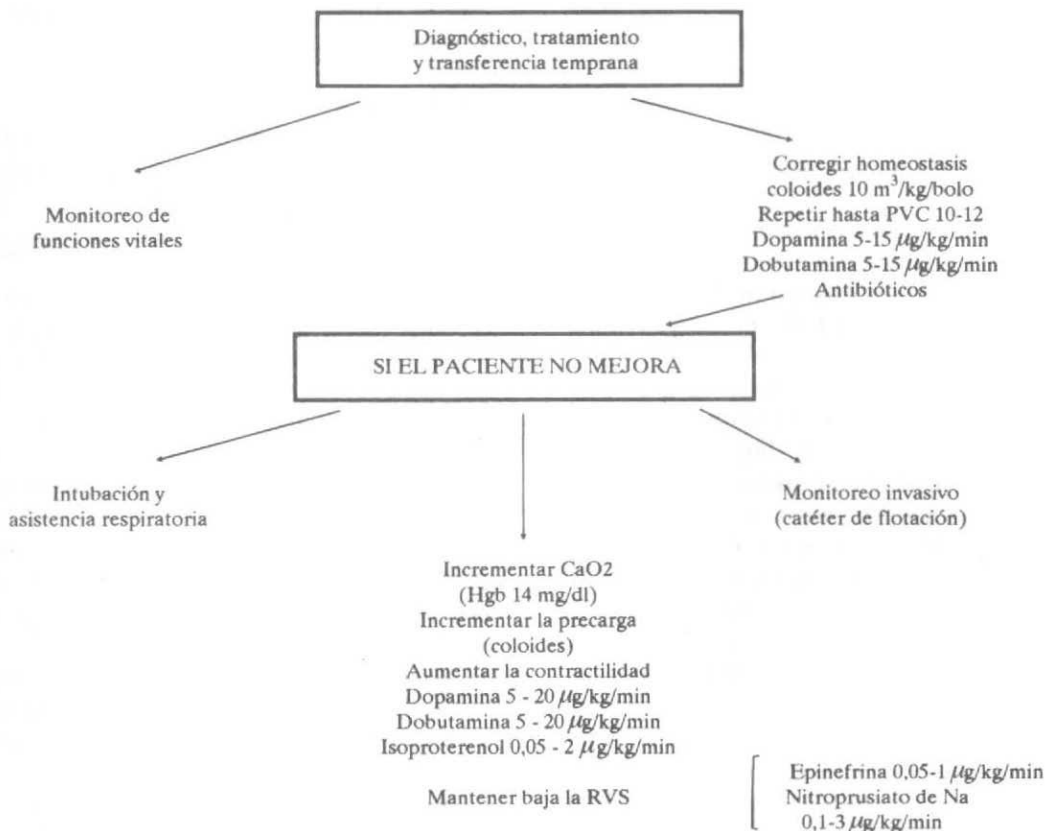 Diagnóstico, tratamiento
y transferencia temprana
Monitoreo de
funciones vitales
Corregir homeostasis
coloides 10 m³/kg/bolo
Repetir hasta PVC 10-12
Dopamina 5-15 µg/kg/min
Dobutamina 5-15 µg/kg/min
Antibióticos
SI EL PACIENTE NO MEJORA
Intubación y
asistencia respiratoria
Incrementar CaO2
(Hgb 14 mg/dl)
Incrementar la precarga
(coloides)
Aumentar la contractilidad
Dopamina 5 - 20 µg/kg/min
Dobutamina 5 - 20 µg/kg/min
Isoproterenol 0,05 - 2 µg/kg/min
Mantener baja la RVS
Monitoreo invasivo
(catéter de flotación)
Epinefrina 0,05-1 µg/kg/min
Nitroprusiato de Na
0,1-3 µg/kg/min